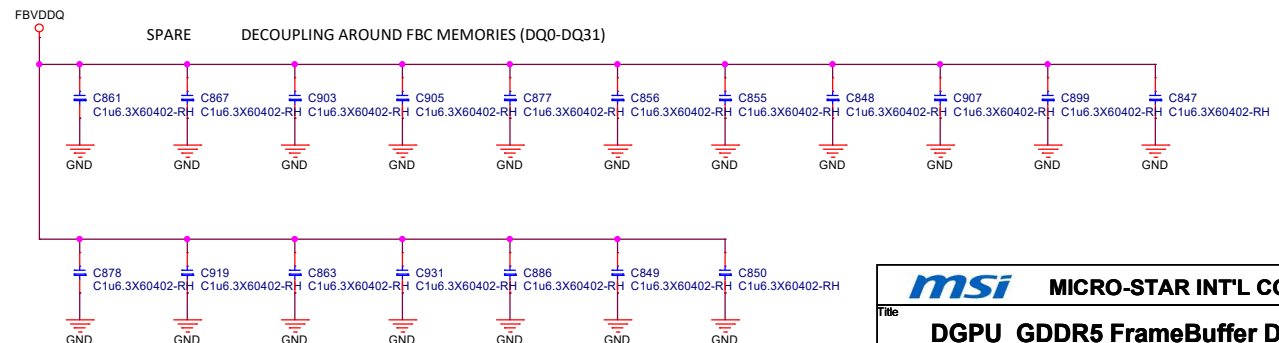 FBVDDQ
SPARE DECOUPLING AROUND FBC MEMORIES (DQ0-DQ31)
C861 C867 C903 C905 C877 C856 C855 C848 C907 C899 C847
C1u6.3X60402-RH C1u6.3X60402-RH C1u6.3X60402-RH C1u6.3X60402-RH C1u6.3X60402-RH C1u6.3X60402-RH C1u6.3X60402-RH C1u6.3X60402-RH C1u6.3X60402-RH C1u6.3X60402-RH C1u6.3X60402-RH
GND GND GND GND GND GND GND GND GND GND GND
C878 C919 C863 C931 C886 C849 C850
C1u6.3X60402-RH C1u6.3X60402-RH C1u6.3X60402-RH C1u6.3X60402-RH C1u6.3X60402-RH C1u6.3X60402-RH C1u6.3X60402-RH
GND GND GND GND GND GND GND
msi MICRO-STAR INT'L
Title
DGPU_GDDR5 FrameBuffer